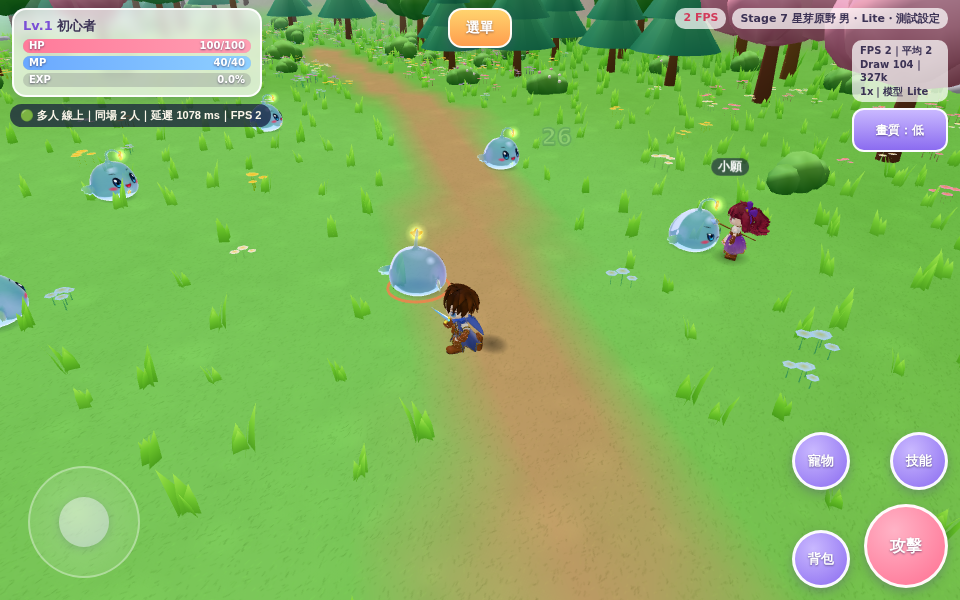 Lv.1 初心者
HP 100/100
MP 40/40
EXP 0.0%
多人 線上｜同場 2 人｜延遲 1078 ms｜FPS 2
選單
2 FPS
Stage 7 星芽原野 男・Lite・測試設定
FPS 2｜平均 2
Draw 104｜
327k
1x｜模型 Lite
畫質：低
26
小願
寵物
技能
背包
攻擊